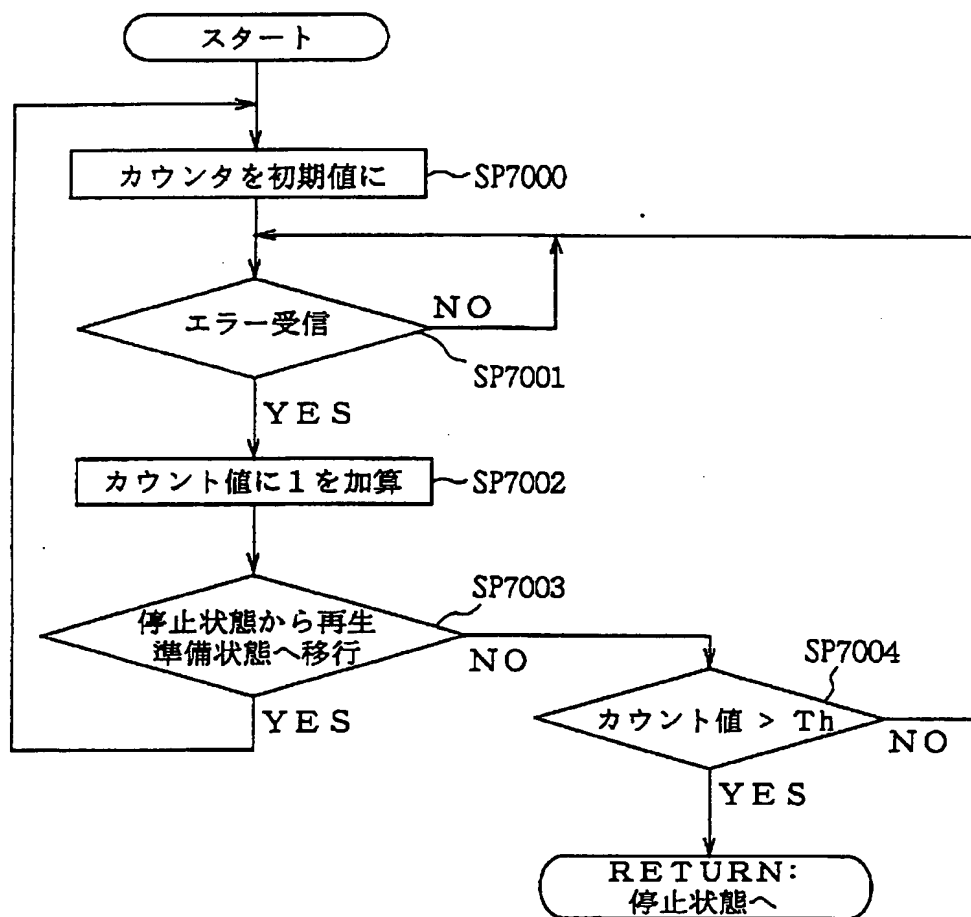 スタート
カウンタを初期値に
SP7000
エラー受信
NO
SP7001
YES
カウント値に1を加算
SP7002
停止状態から再生
準備状態へ移行
SP7003
NO
YES
SP7004
カウント値 > Th
NO
YES
RETURN:
停止状態へ